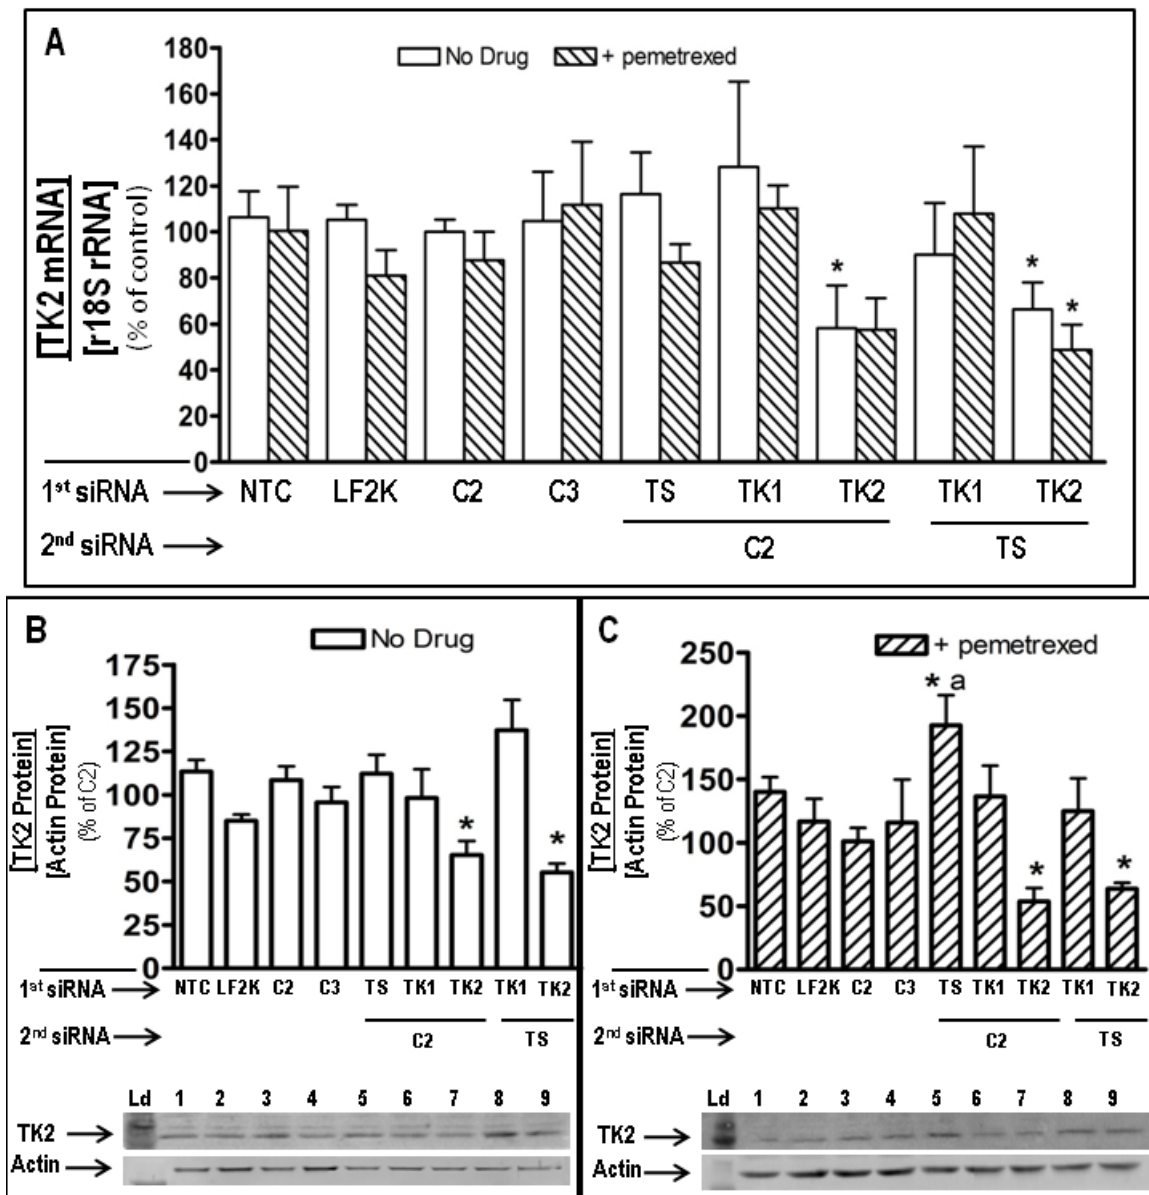 A
No Drug + pemetrexed
180
160
140
120
100
80
60
40
20
0
[TK2 mRNA]
[r18S rRNA]
(% of control)
* * *
1st siRNA NTC LF2K C2 C3 TS TK1 TK2 TK1 TK2
2nd siRNA C2 TS
B
No Drug
175
150
125
100
75
50
25
0
[TK2 Protein]
[Actin Protein]
(% of C2)
* *
1st siRNA NTC LF2K C2 C3 TS TK1 TK2 TK1 TK2
2nd siRNA C2 TS
Ld 1 2 3 4 5 6 7 8 9
TK2
Actin
C
+ pemetrexed
250
200
150
100
50
0
[TK2 Protein]
[Actin Protein]
(% of C2)
* a
* *
1st siRNA NTC LF2K C2 C3 TS TK1 TK2 TK1 TK2
2nd siRNA C2 TS
Ld 1 2 3 4 5 6 7 8 9
TK2
Actin